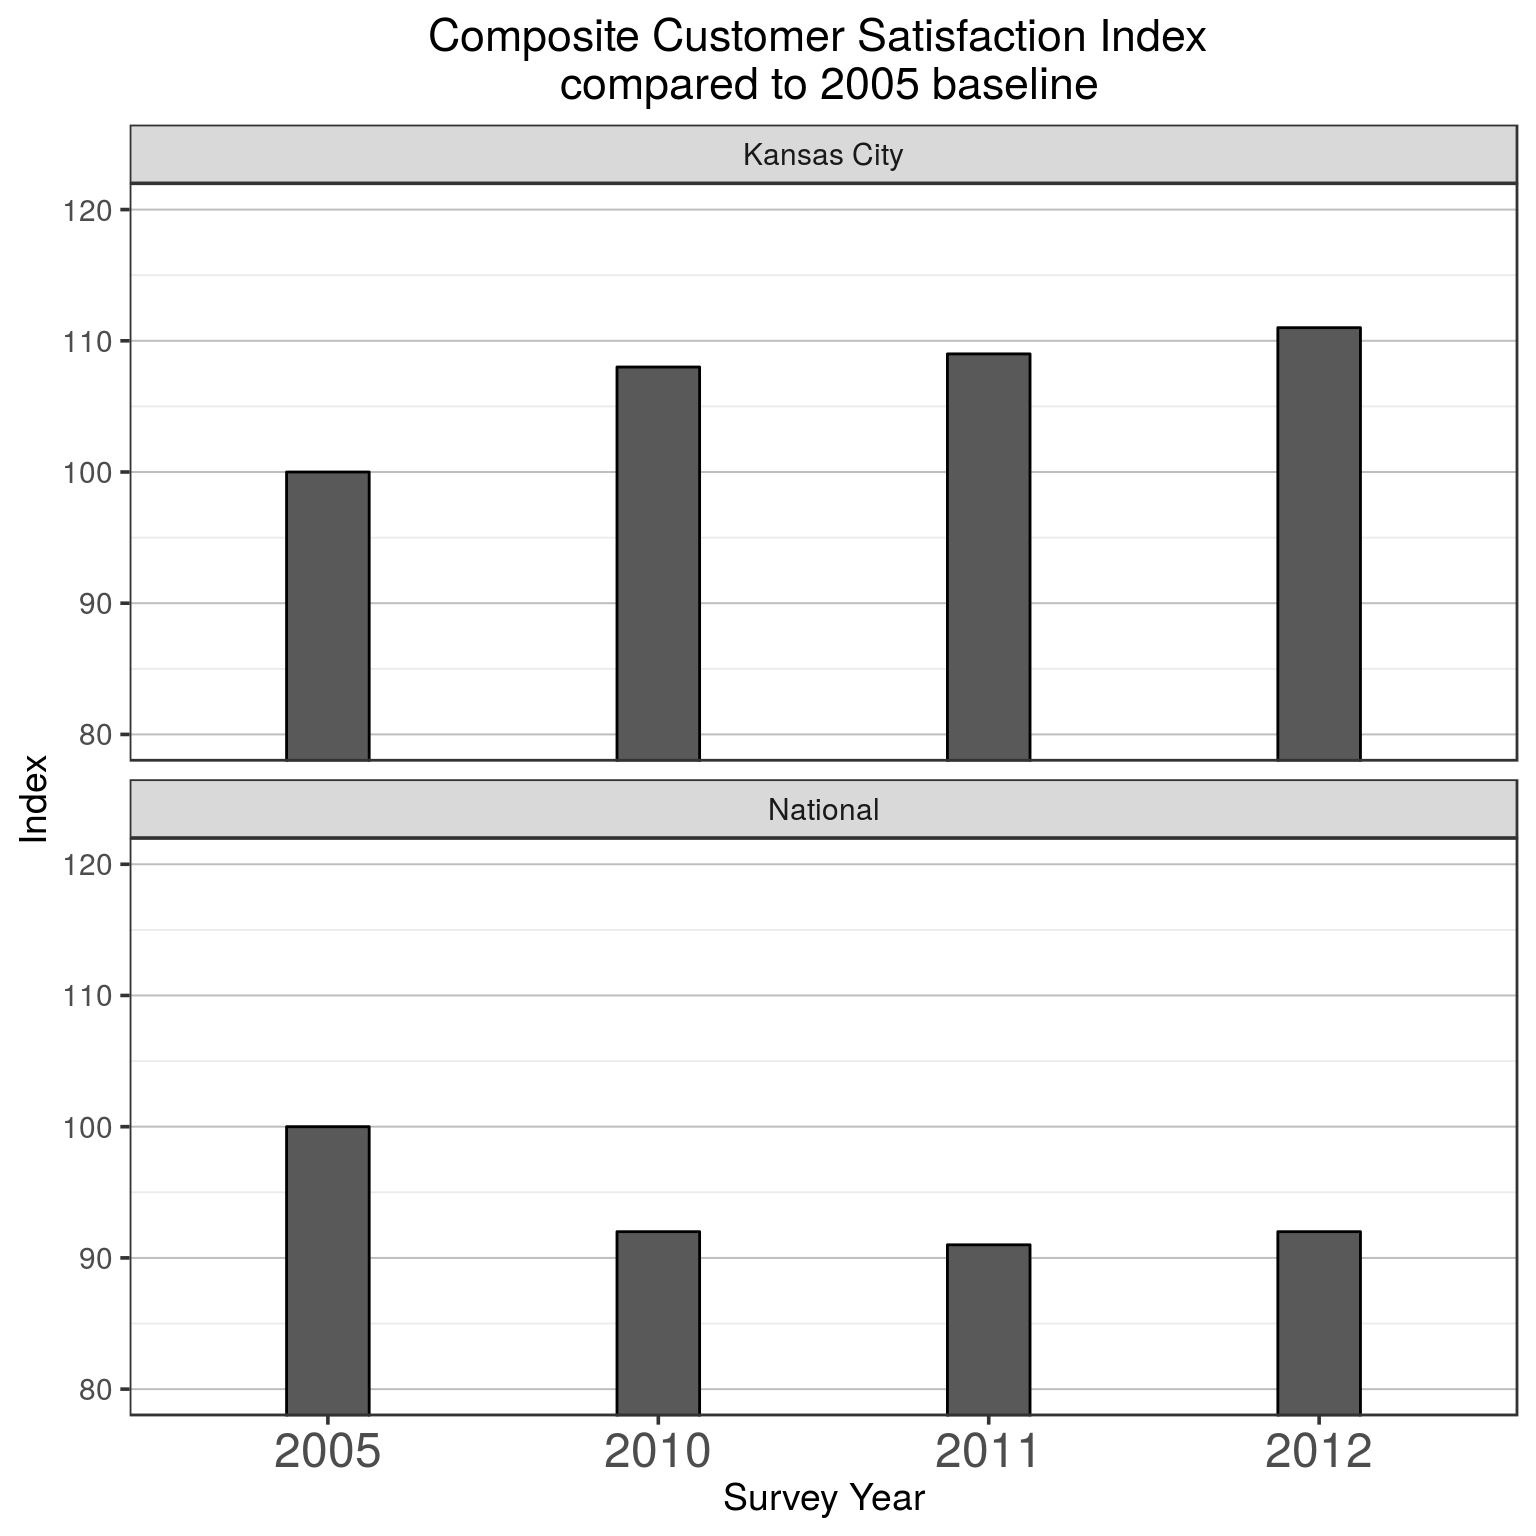 Composite Customer Satisfaction Index
compared to 2005 baseline
Kansas City
120
110
100
90
80
Index
National
120
110
100
90
80
2005 2010 2011 2012
Survey Year